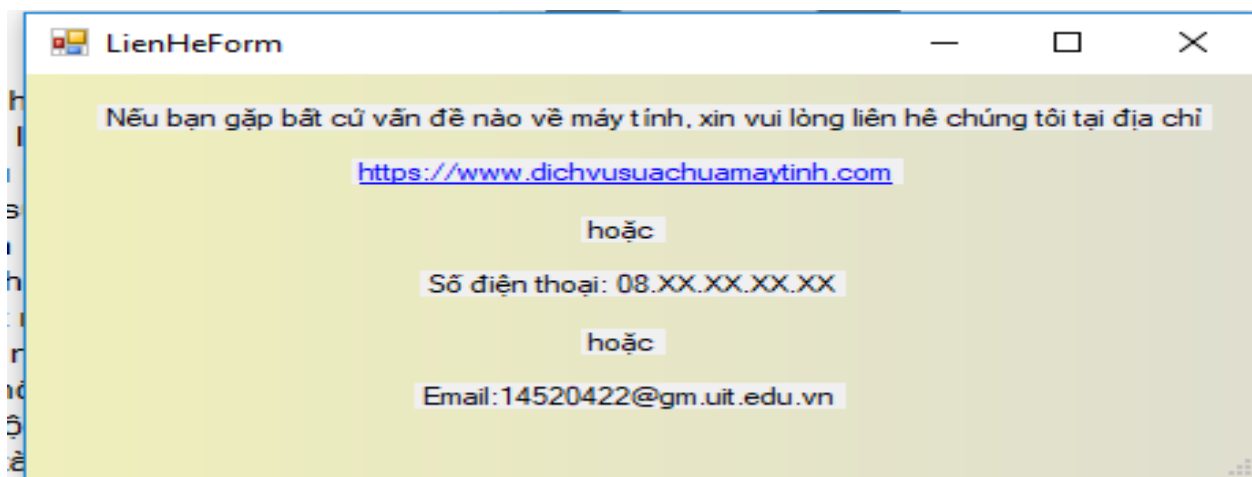 LienHeForm
Nếu bạn gặp bất cứ vấn đề nào về máy tính, xin vui lòng liên hê chúng tôi tại địa chỉ
https://www.dichvusuachuamaytinh.com
hoặc
Số điện thoại: 08.XX.XX.XX.XX
hoặc
Email:14520422@gm.uit.edu.vn